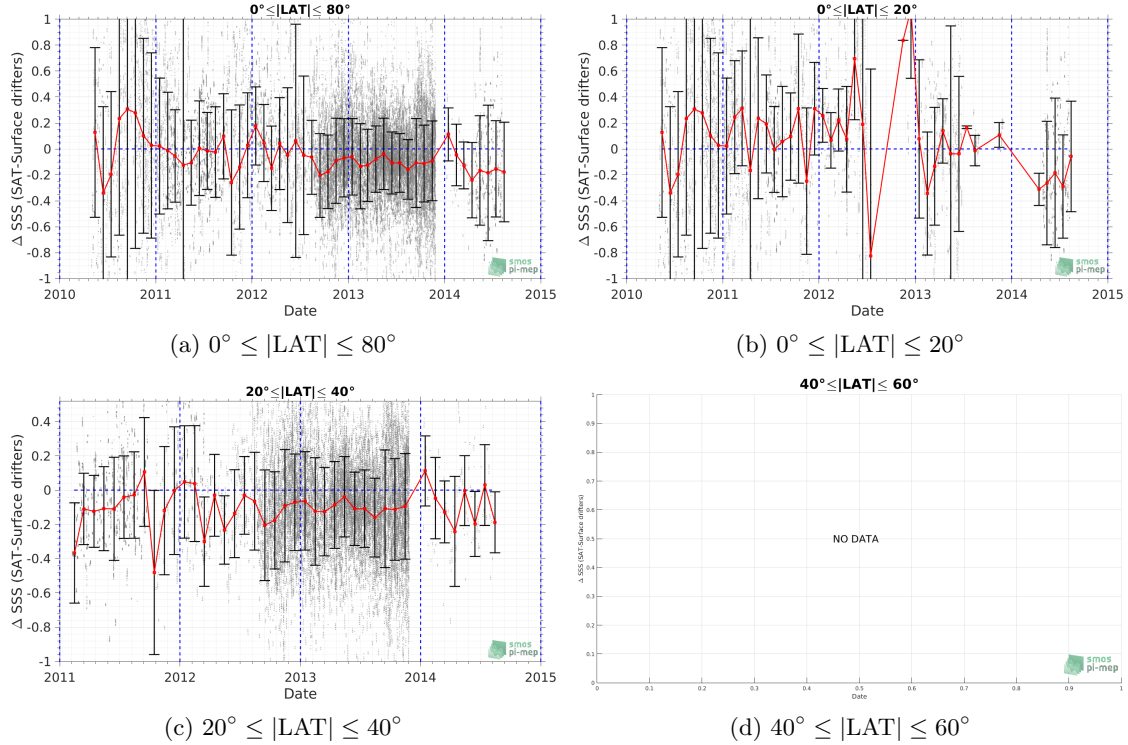 0°≤|LAT|≤ 80°
Δ SSS (SAT-Surface drifters)
1
0.8
0.6
0.4
0.2
0
-0.2
-0.4
-0.6
-0.8
-1
2010
2011
2012
2013
2014
2015
Date
smos
pi-mep
(a) 0° ≤ |LAT| ≤ 80°
0°≤|LAT|≤ 20°
Δ SSS (SAT-Surface drifters)
1
0.8
0.6
0.4
0.2
0
-0.2
-0.4
-0.6
-0.8
-1
2010
2011
2012
2013
2014
2015
Date
smos
pi-mep
(b) 0° ≤ |LAT| ≤ 20°
20°≤|LAT|≤ 40°
Δ SSS (SAT-Surface drifters)
0.4
0.2
0
-0.2
-0.4
-0.6
-0.8
-1
2011
2012
2013
2014
2015
Date
smos
pi-mep
(c) 20° ≤ |LAT| ≤ 40°
40°≤|LAT|≤ 60°
Δ SSS (SAT-Surface drifters)
1
0.9
0.8
0.7
0.6
0.5
0.4
0.3
0.2
0.1
0
NO DATA
0
0.1
0.2
0.3
0.4
0.5
0.6
0.7
0.8
0.9
1
Date
smos
pi-mep
(d) 40° ≤ |LAT| ≤ 60°